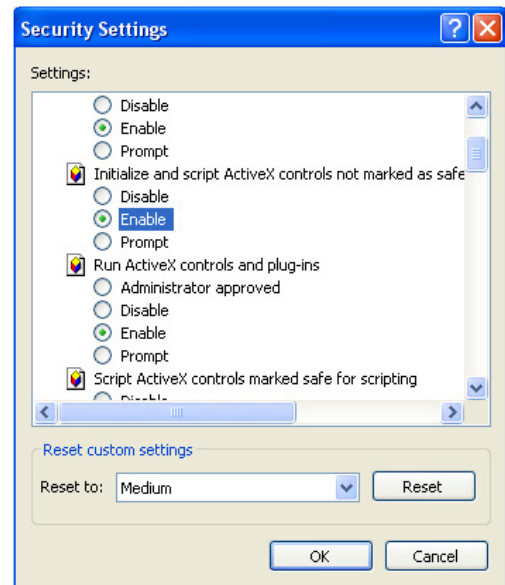 Security Settings
Settings:
Disable
Enable
Prompt
Initialize and script ActiveX controls not marked as safe
Disable
Enable
Prompt
Run ActiveX controls and plug-ins
Administrator approved
Disable
Enable
Prompt
Script ActiveX controls marked safe for scripting
Disable
Reset custom settings
Reset to: Medium Reset
OK Cancel